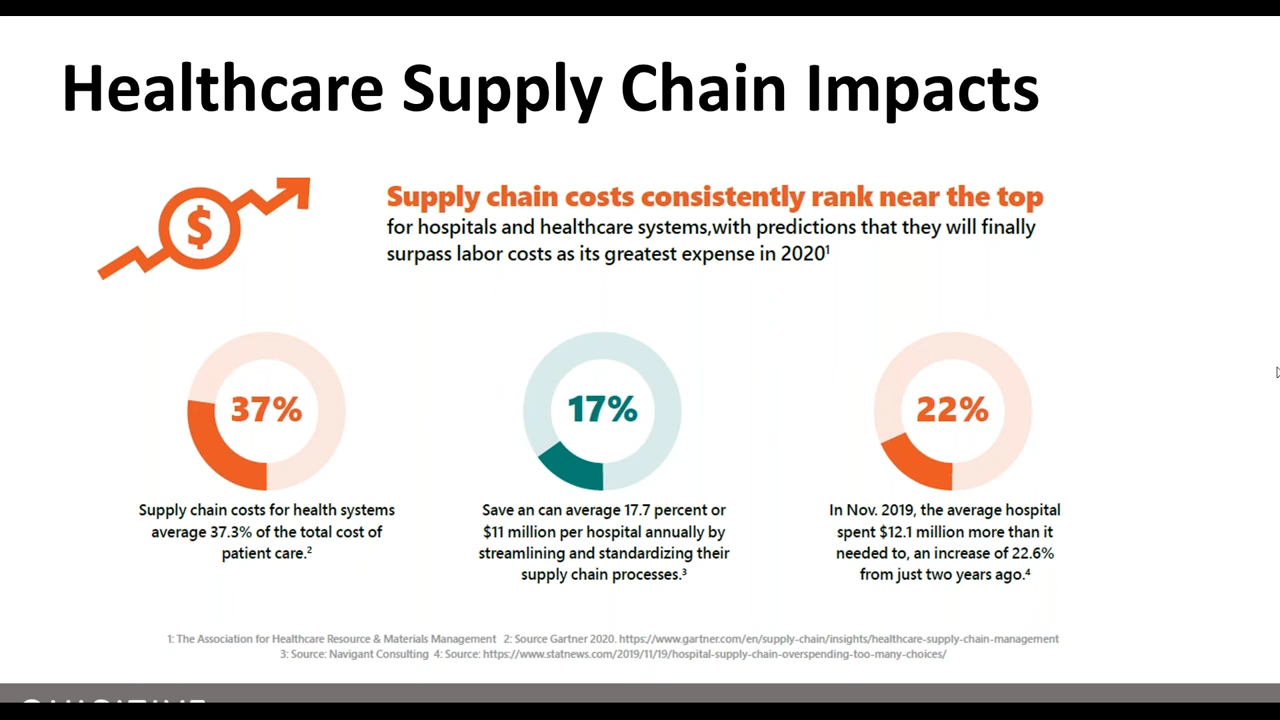 Healthcare Supply Chain Impacts
$
Supply chain costs consistently rank near the top
for hospitals and healthcare systems,with predictions that they will finally
surpass labor costs as its greatest expense in 2020¹
37%
Supply chain costs for health systems
average 37.3% of the total cost of
patient care.²
17%
Save an can average 17.7 percent or
$11 million per hospital annually by
streamlining and standardizing their
supply chain processes.³
22%
In Nov. 2019, the average hospital
spent $12.1 million more than it
needed to, an increase of 22.6%
from just two years ago.⁴
1: The Association for Healthcare Resource & Materials Management 2: Source Gartner 2020. https://www.gartner.com/en/supply-chain/insights/healthcare-supply-chain-management
3: Source: Navigant Consulting 4: Source: https://www.statnews.com/2019/11/19/hospital-supply-chain-overspending-too-many-choices/